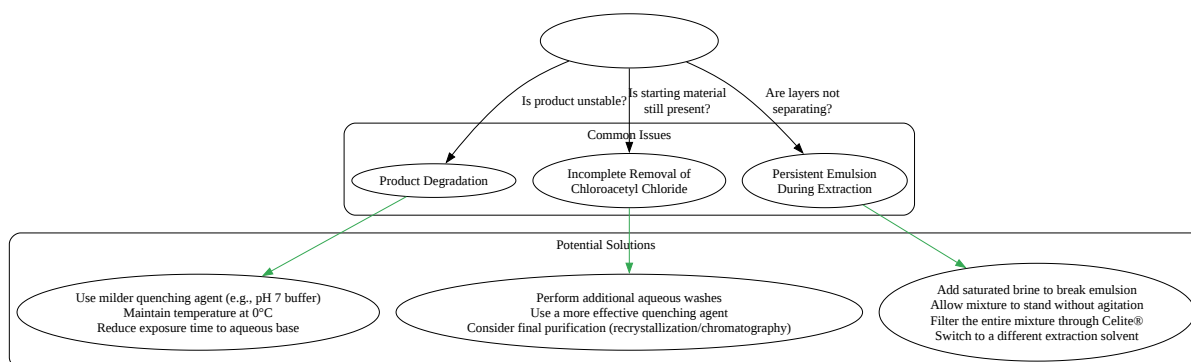 Is product unstable?
Is starting material
still present?
Are layers not
separating?
Common Issues
Product Degradation
Incomplete Removal of
Chloroacetyl Chloride
Persistent Emulsion
During Extraction
Potential Solutions
Use milder quenching agent (e.g., pH 7 buffer)
Maintain temperature at 0°C
Reduce exposure time to aqueous base
Perform additional aqueous washes
Use a more effective quenching agent
Consider final purification (recrystallization/chromatography)
Add saturated brine to break emulsion
Allow mixture to stand without agitation
Filter the entire mixture through Celite®
Switch to a different extraction solvent